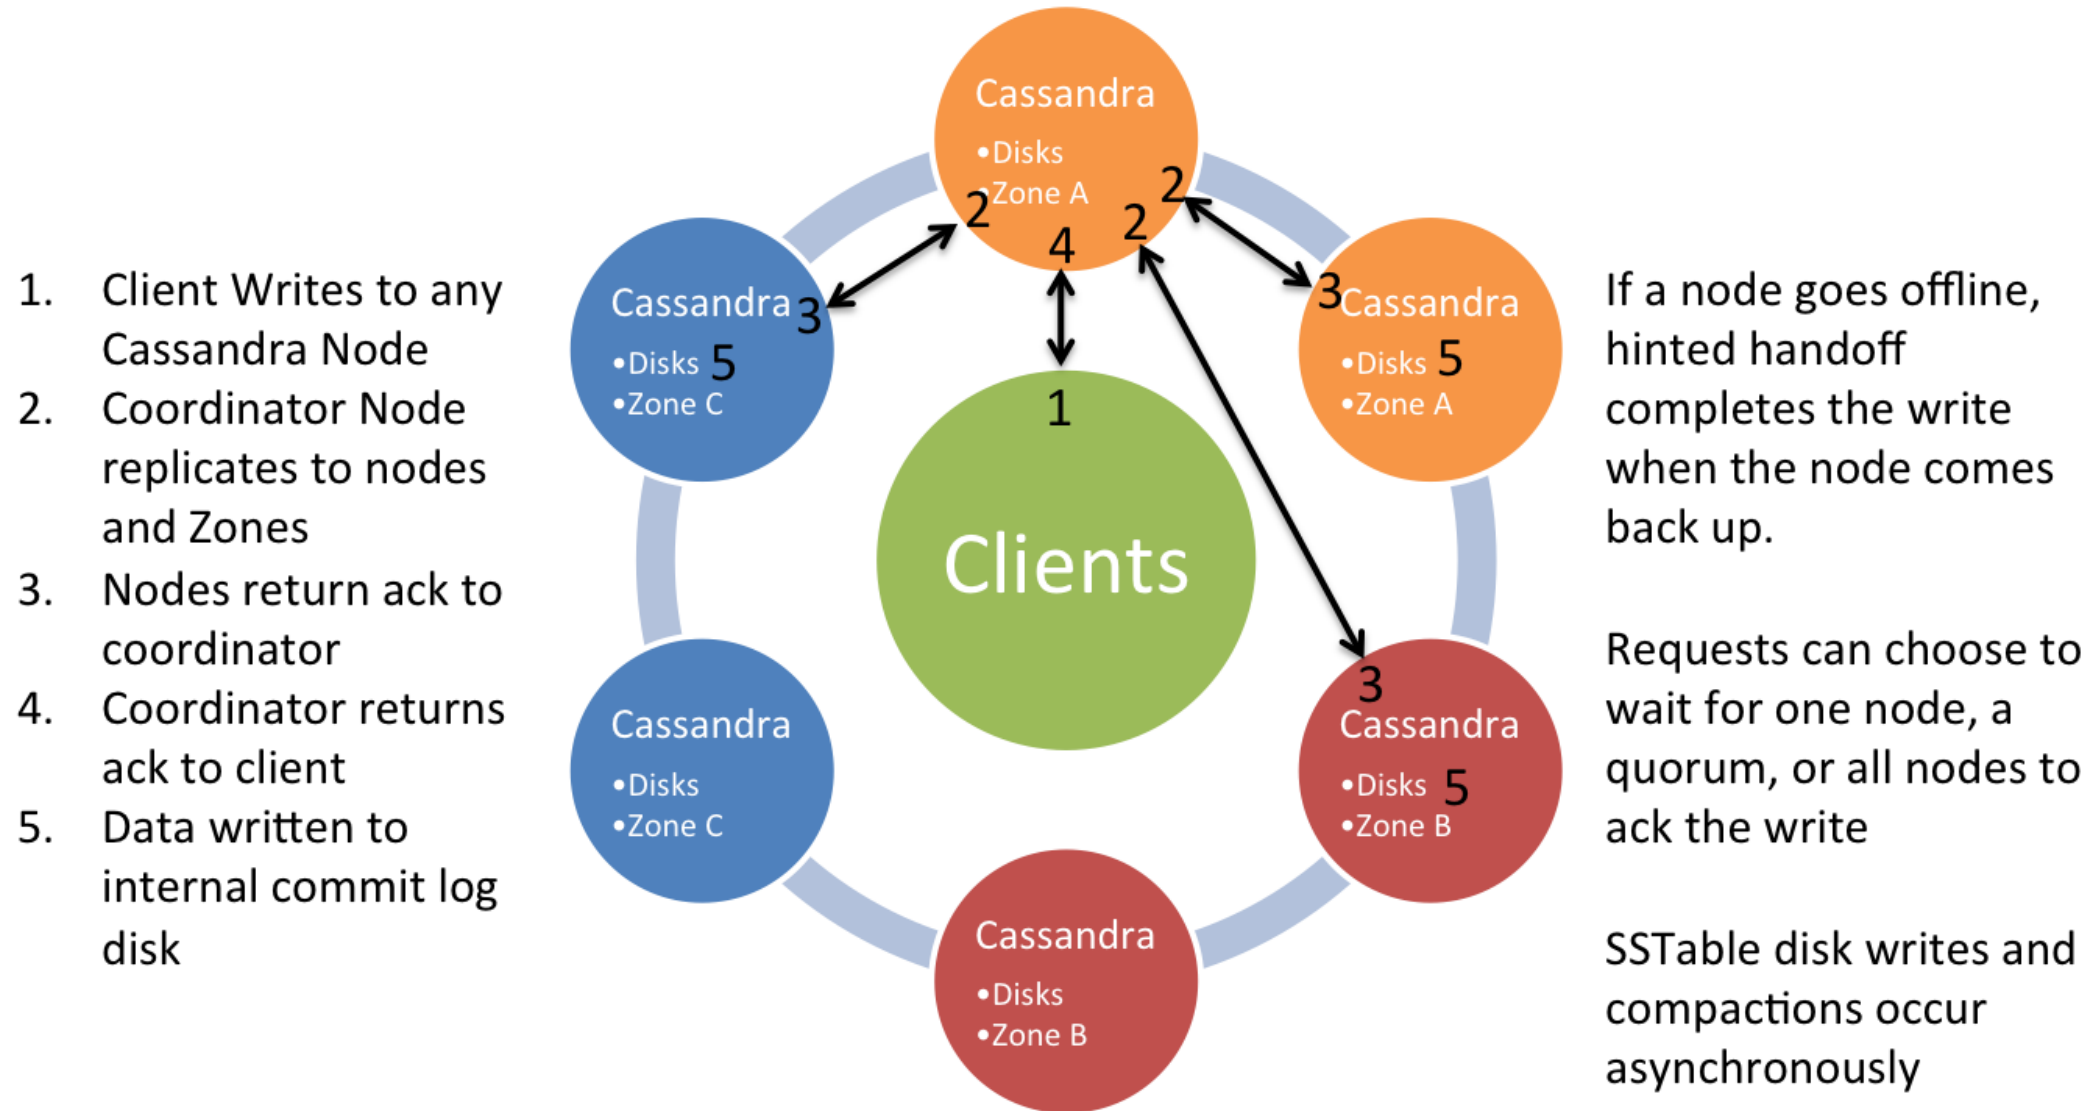 1. Client Writes to any
Cassandra Node
2. Coordinator Node
replicates to nodes
and Zones
3. Nodes return ack to
coordinator
4. Coordinator returns
ack to client
5. Data written to
internal commit log
disk
Cassandra
•Disks
•Zone A
2
2
2
4
Cassandra
3
•Disks 5
•Zone C
3
Cassandra
•Disks 5
•Zone A
1
Clients
Cassandra
•Disks
•Zone C
3
Cassandra
•Disks 5
•Zone B
Cassandra
•Disks
•Zone B
If a node goes offline,
hinted handoff
completes the write
when the node comes
back up.
Requests can choose to
wait for one node, a
quorum, or all nodes to
ack the write
SSTable disk writes and
compactions occur
asynchronously